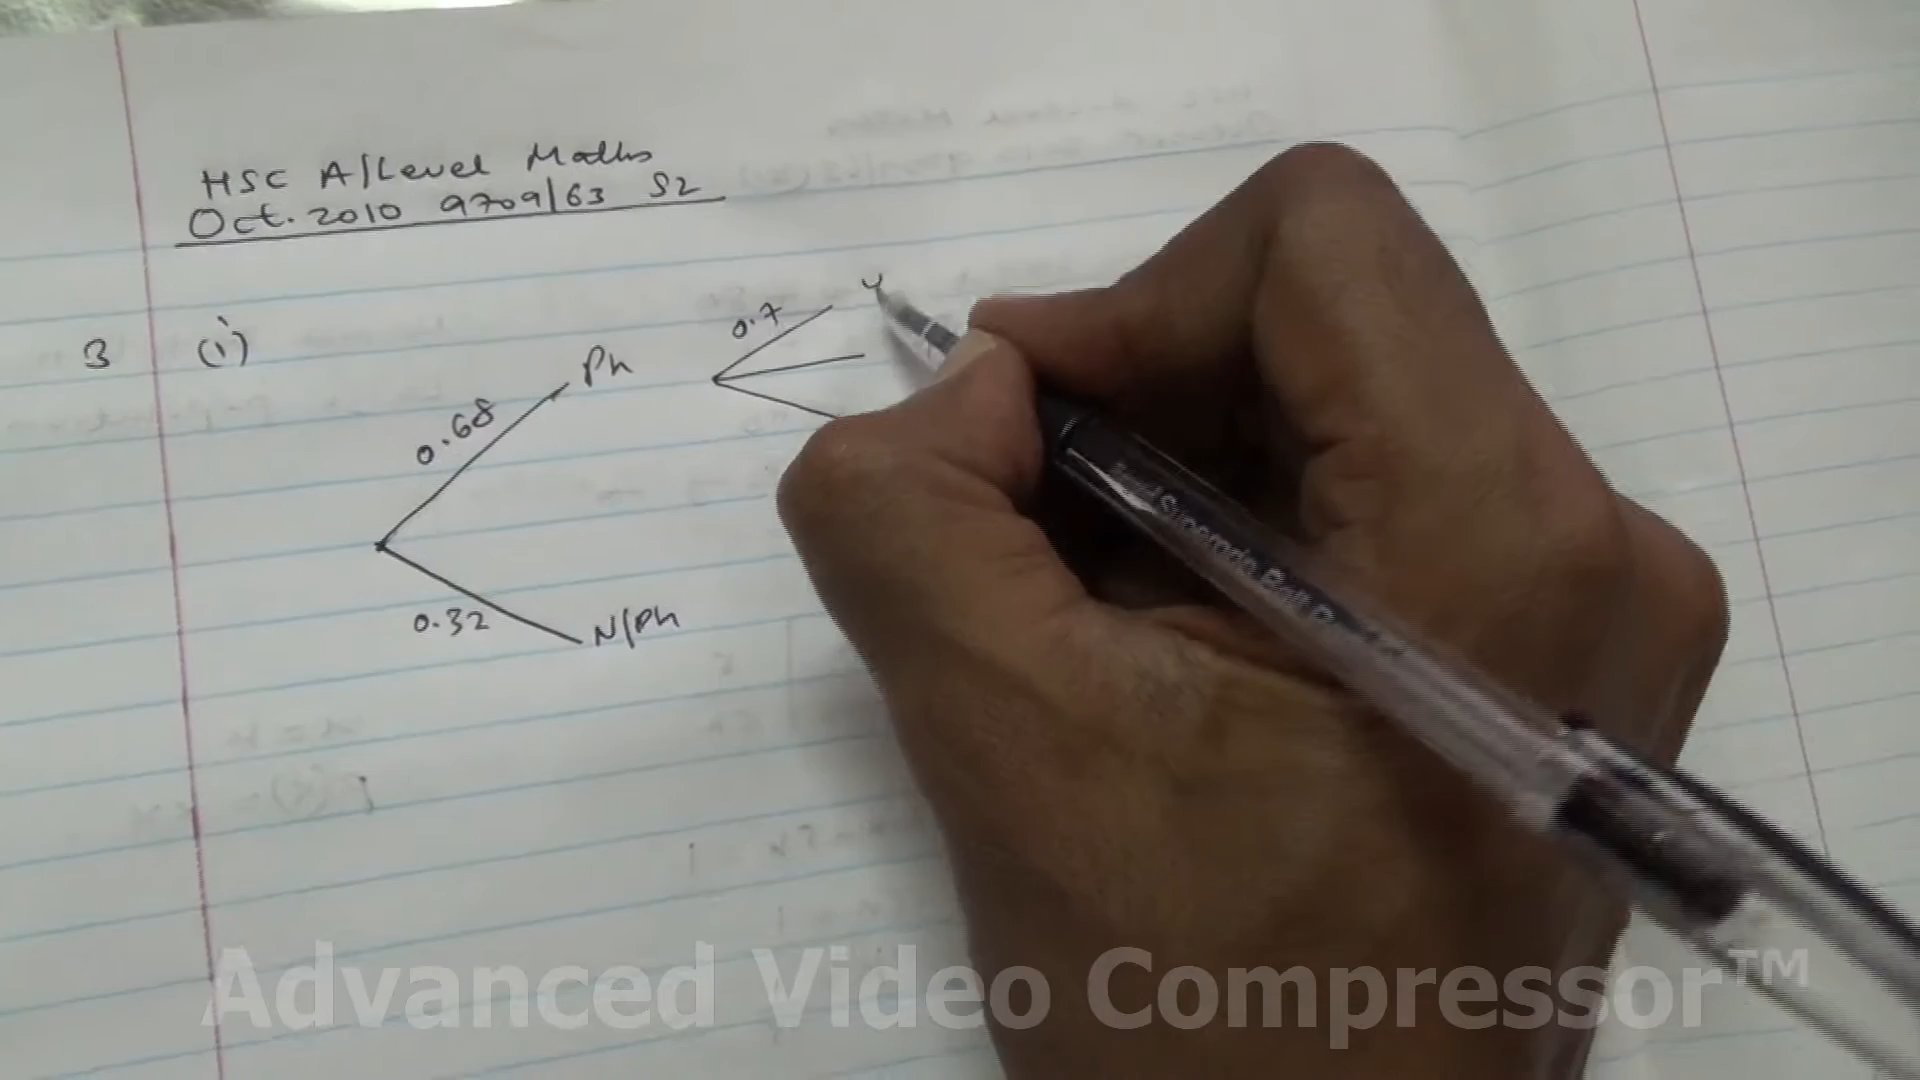 HSC A/Level Maths
Oct. 2010 9709/63 S2
3 (i)
0.68 Ph
0.7 y
0.32 N/Ph
Advanced Video Compressor™